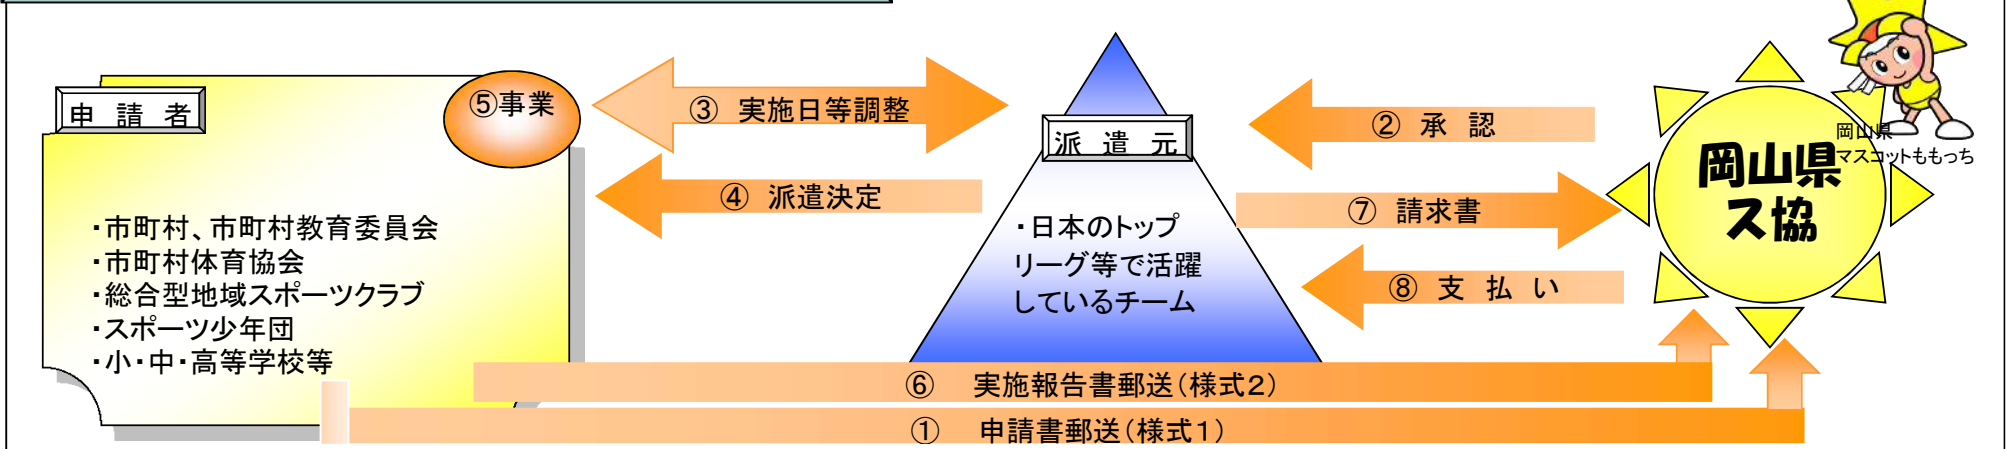 申 請 者
⑤事業
・市町村、市町村教育委員会
・市町村体育協会
・総合型地域スポーツクラブ
・スポーツ少年団
・小・中・高等学校等
③ 実施日等調整
④ 派遣決定
派 遣 元
・日本のトップ
リーグ等で活躍
しているチーム
② 承 認
⑦ 請求書
⑧ 支 払 い
岡山県
ス協
岡山県
マスコットももっち
⑥ 実施報告書郵送(様式2)
① 申請書郵送(様式1)